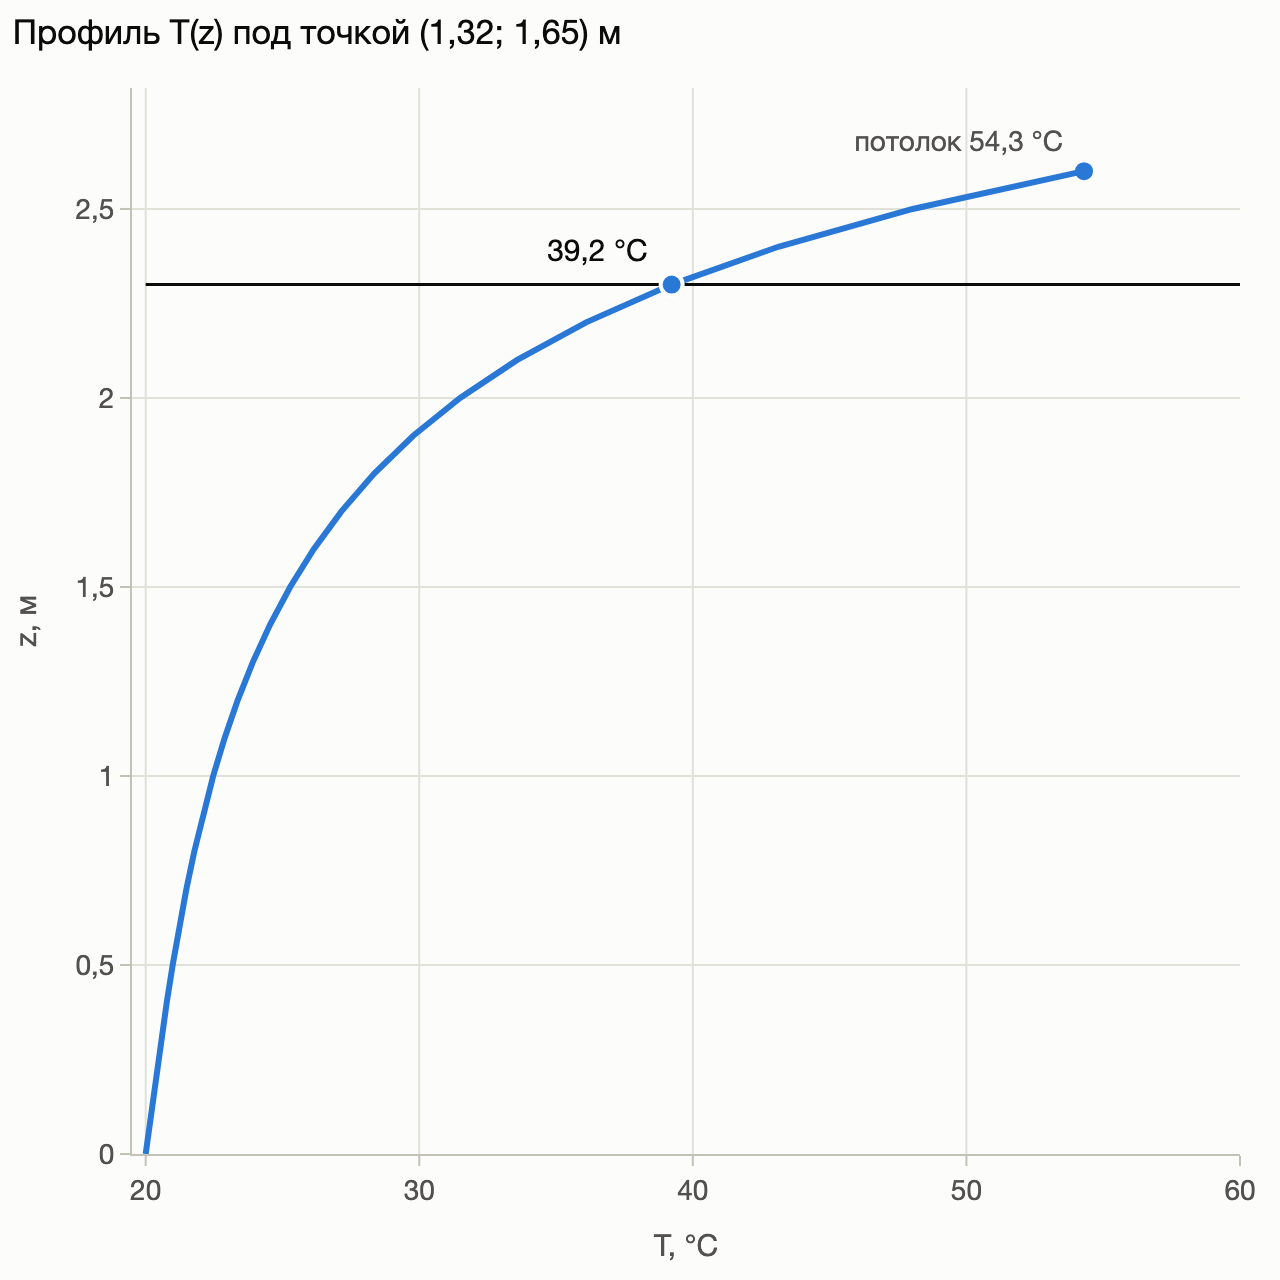 Профиль T(z) под точкой (1,32; 1,65) м
потолок 54,3 °C
39,2 °C
2,5
2
1,5
1
0,5
0
z, м
20 30 40 50 60
T, °C